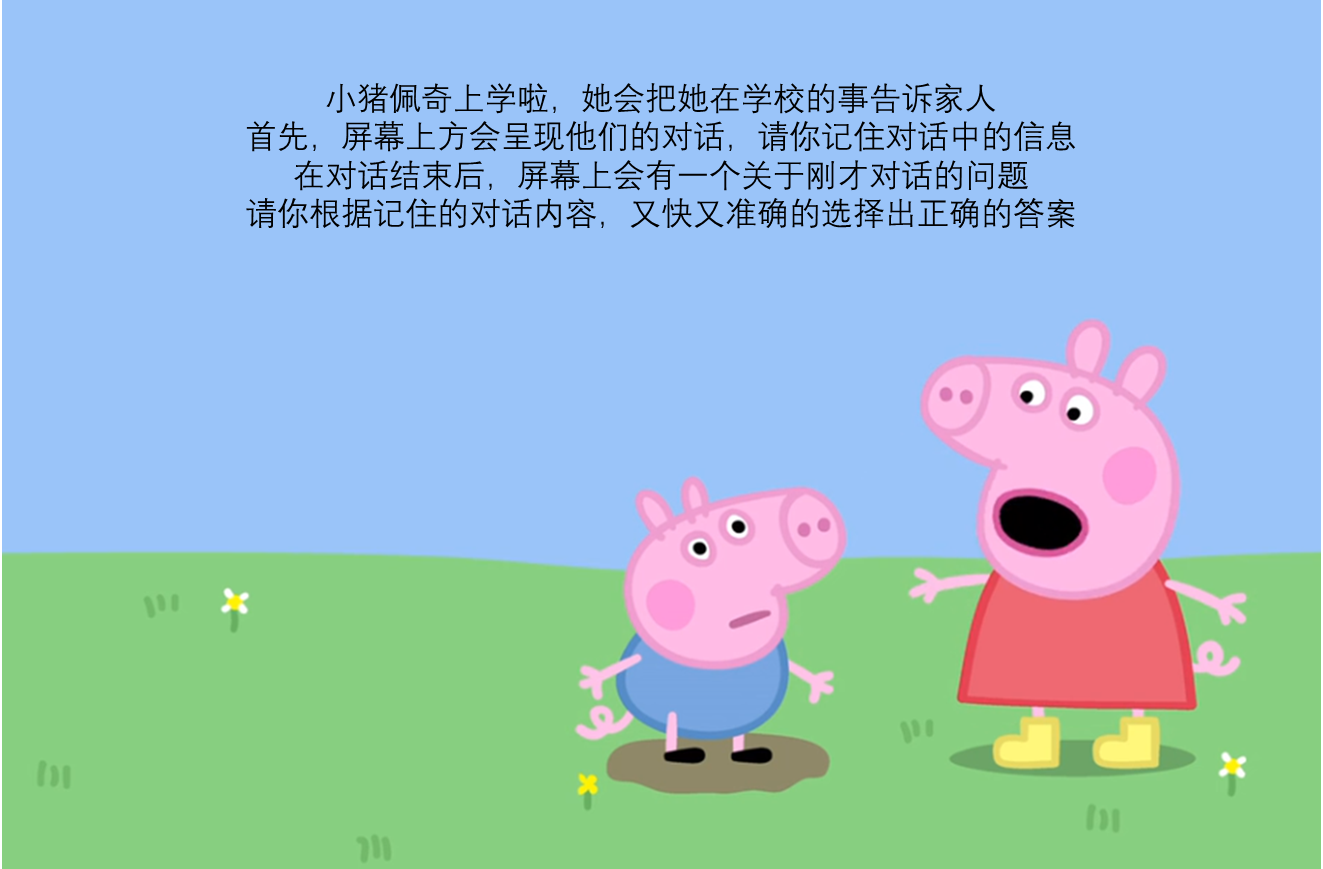 小猪佩奇上学啦，她会把她在学校的事告诉家人
首先，屏幕上方会呈现他们的对话，请你记住对话中的信息
在对话结束后，屏幕上会有一个关于刚才对话的问题
请你根据记住的对话内容，又快又准确的选择出正确的答案